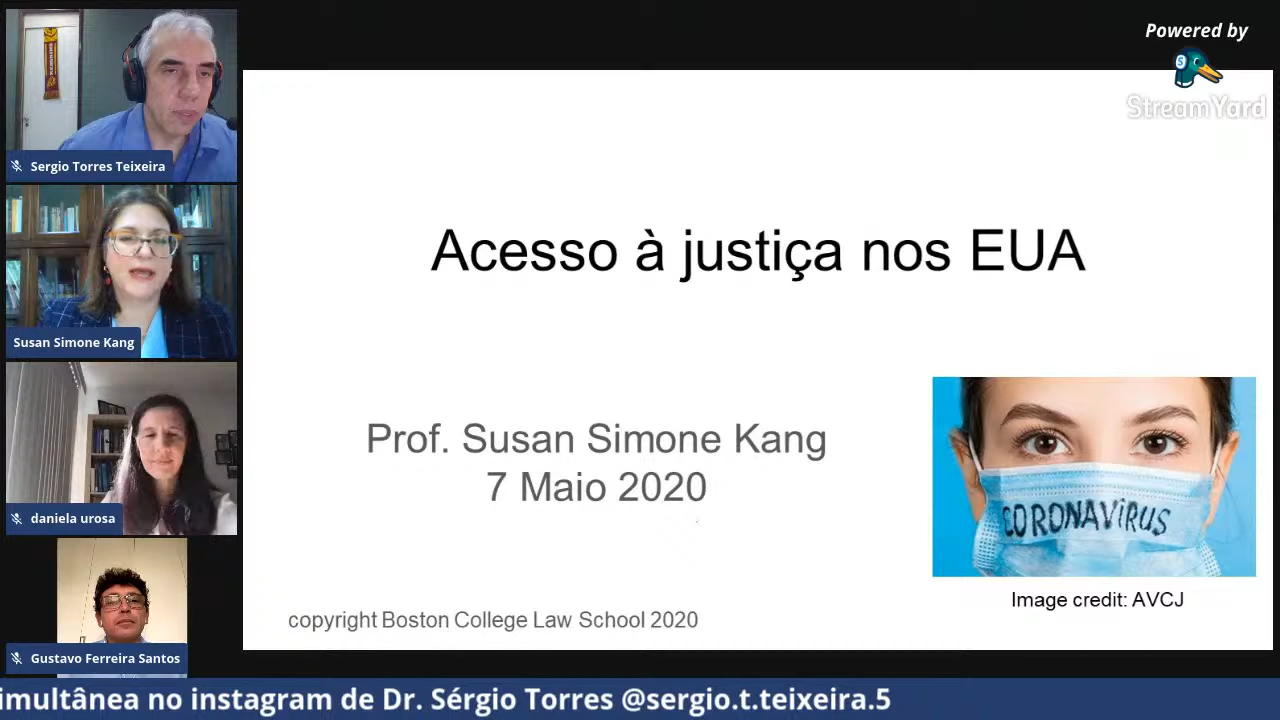 Powered by
StreamYard
Sergio Torres Teixeira
Susan Simone Kang
daniela urosa
Gustavo Ferreira Santos
Acesso à justiça nos EUA
Prof. Susan Simone Kang
7 Maio 2020
CORONAVIRUS
Image credit: AVCJ
copyright Boston College Law School 2020
imultânea no instagram de Dr. Sérgio Torres @sergio.t.teixeira.5